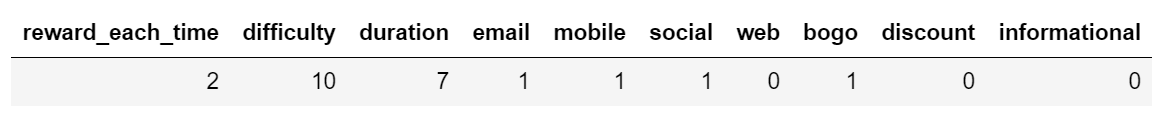 reward_each_time difficulty duration email mobile social web bogo discount informational
2 10 7 1 1 1 0 1 0 0